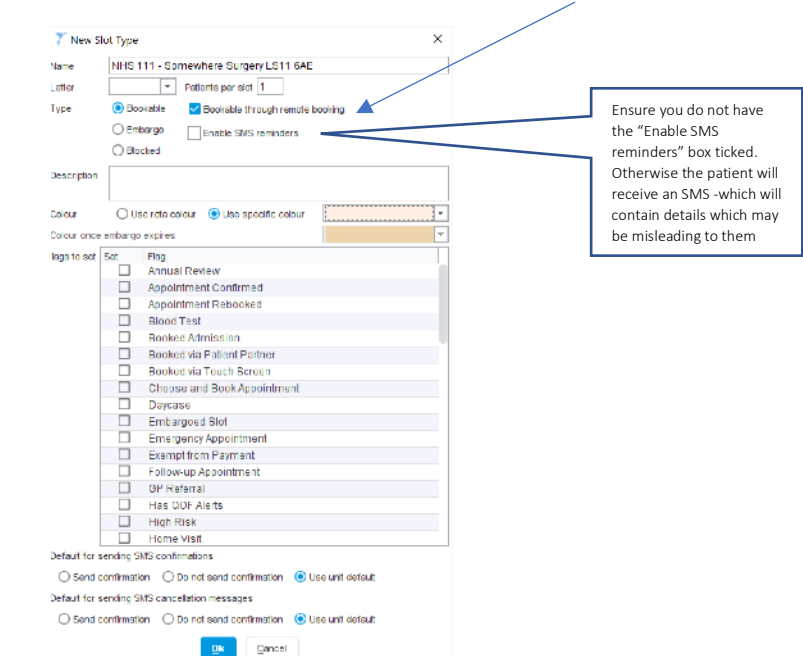 New Slot Type
Name NHS 111 - Somewhere Surgery LS11 6AE
Letter Patients per slot 1
Type Bookable Bookable through remote booking
Embargo Enable SMS reminders
Blocked
Description
Colour Use rota colour Use specific colour
Colour once embargo expires
flags to set Set Flag
Annual Review
Appointment Confirmed
Appointment Rebooked
Blood Test
Booked Admission
Booked via Patient Partner
Booked via Touch Screen
Choose and Book Appointment
Daycase
Embargoed Slot
Emergency Appointment
Exempt from Payment
Follow-up Appointment
GP Referral
Has QOF Alerts
High Risk
Home Visit
Default for sending SMS confirmations
Send confirmation Do not send confirmation Use unit default
Default for sending SMS cancellation messages
Send confirmation Do not send confirmation Use unit default
Ok Cancel
Ensure you do not have
the “Enable SMS
reminders” box ticked.
Otherwise the patient will
receive an SMS -which will
contain details which may
be misleading to them